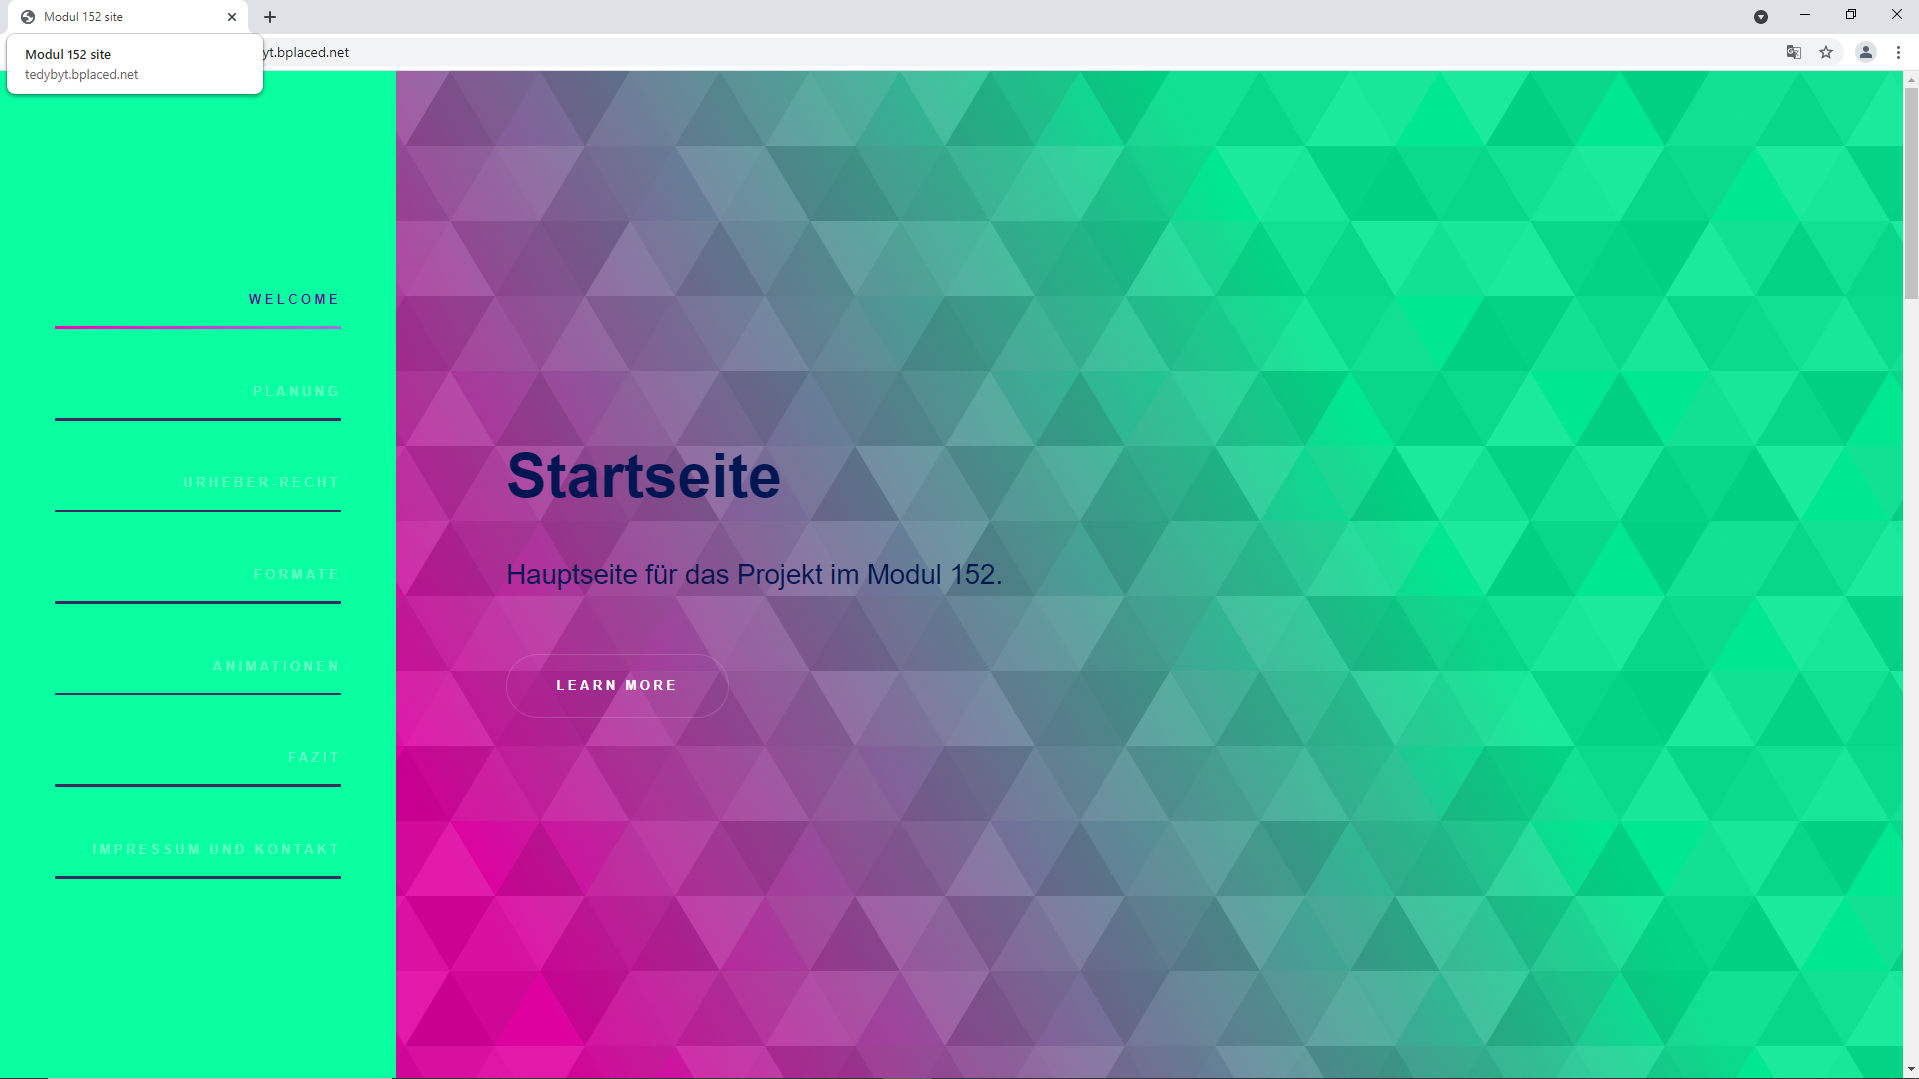 Modul 152 site
Modul 152 site
tedybyt.bplaced.net
yt.bplaced.net
WELCOME
PLANUNG
URHEBER-RECHT
FORMATE
ANIMATIONEN
FAZIT
IMPRESSUM UND KONTAKT
Startseite
Hauptseite für das Projekt im Modul 152.
LEARN MORE